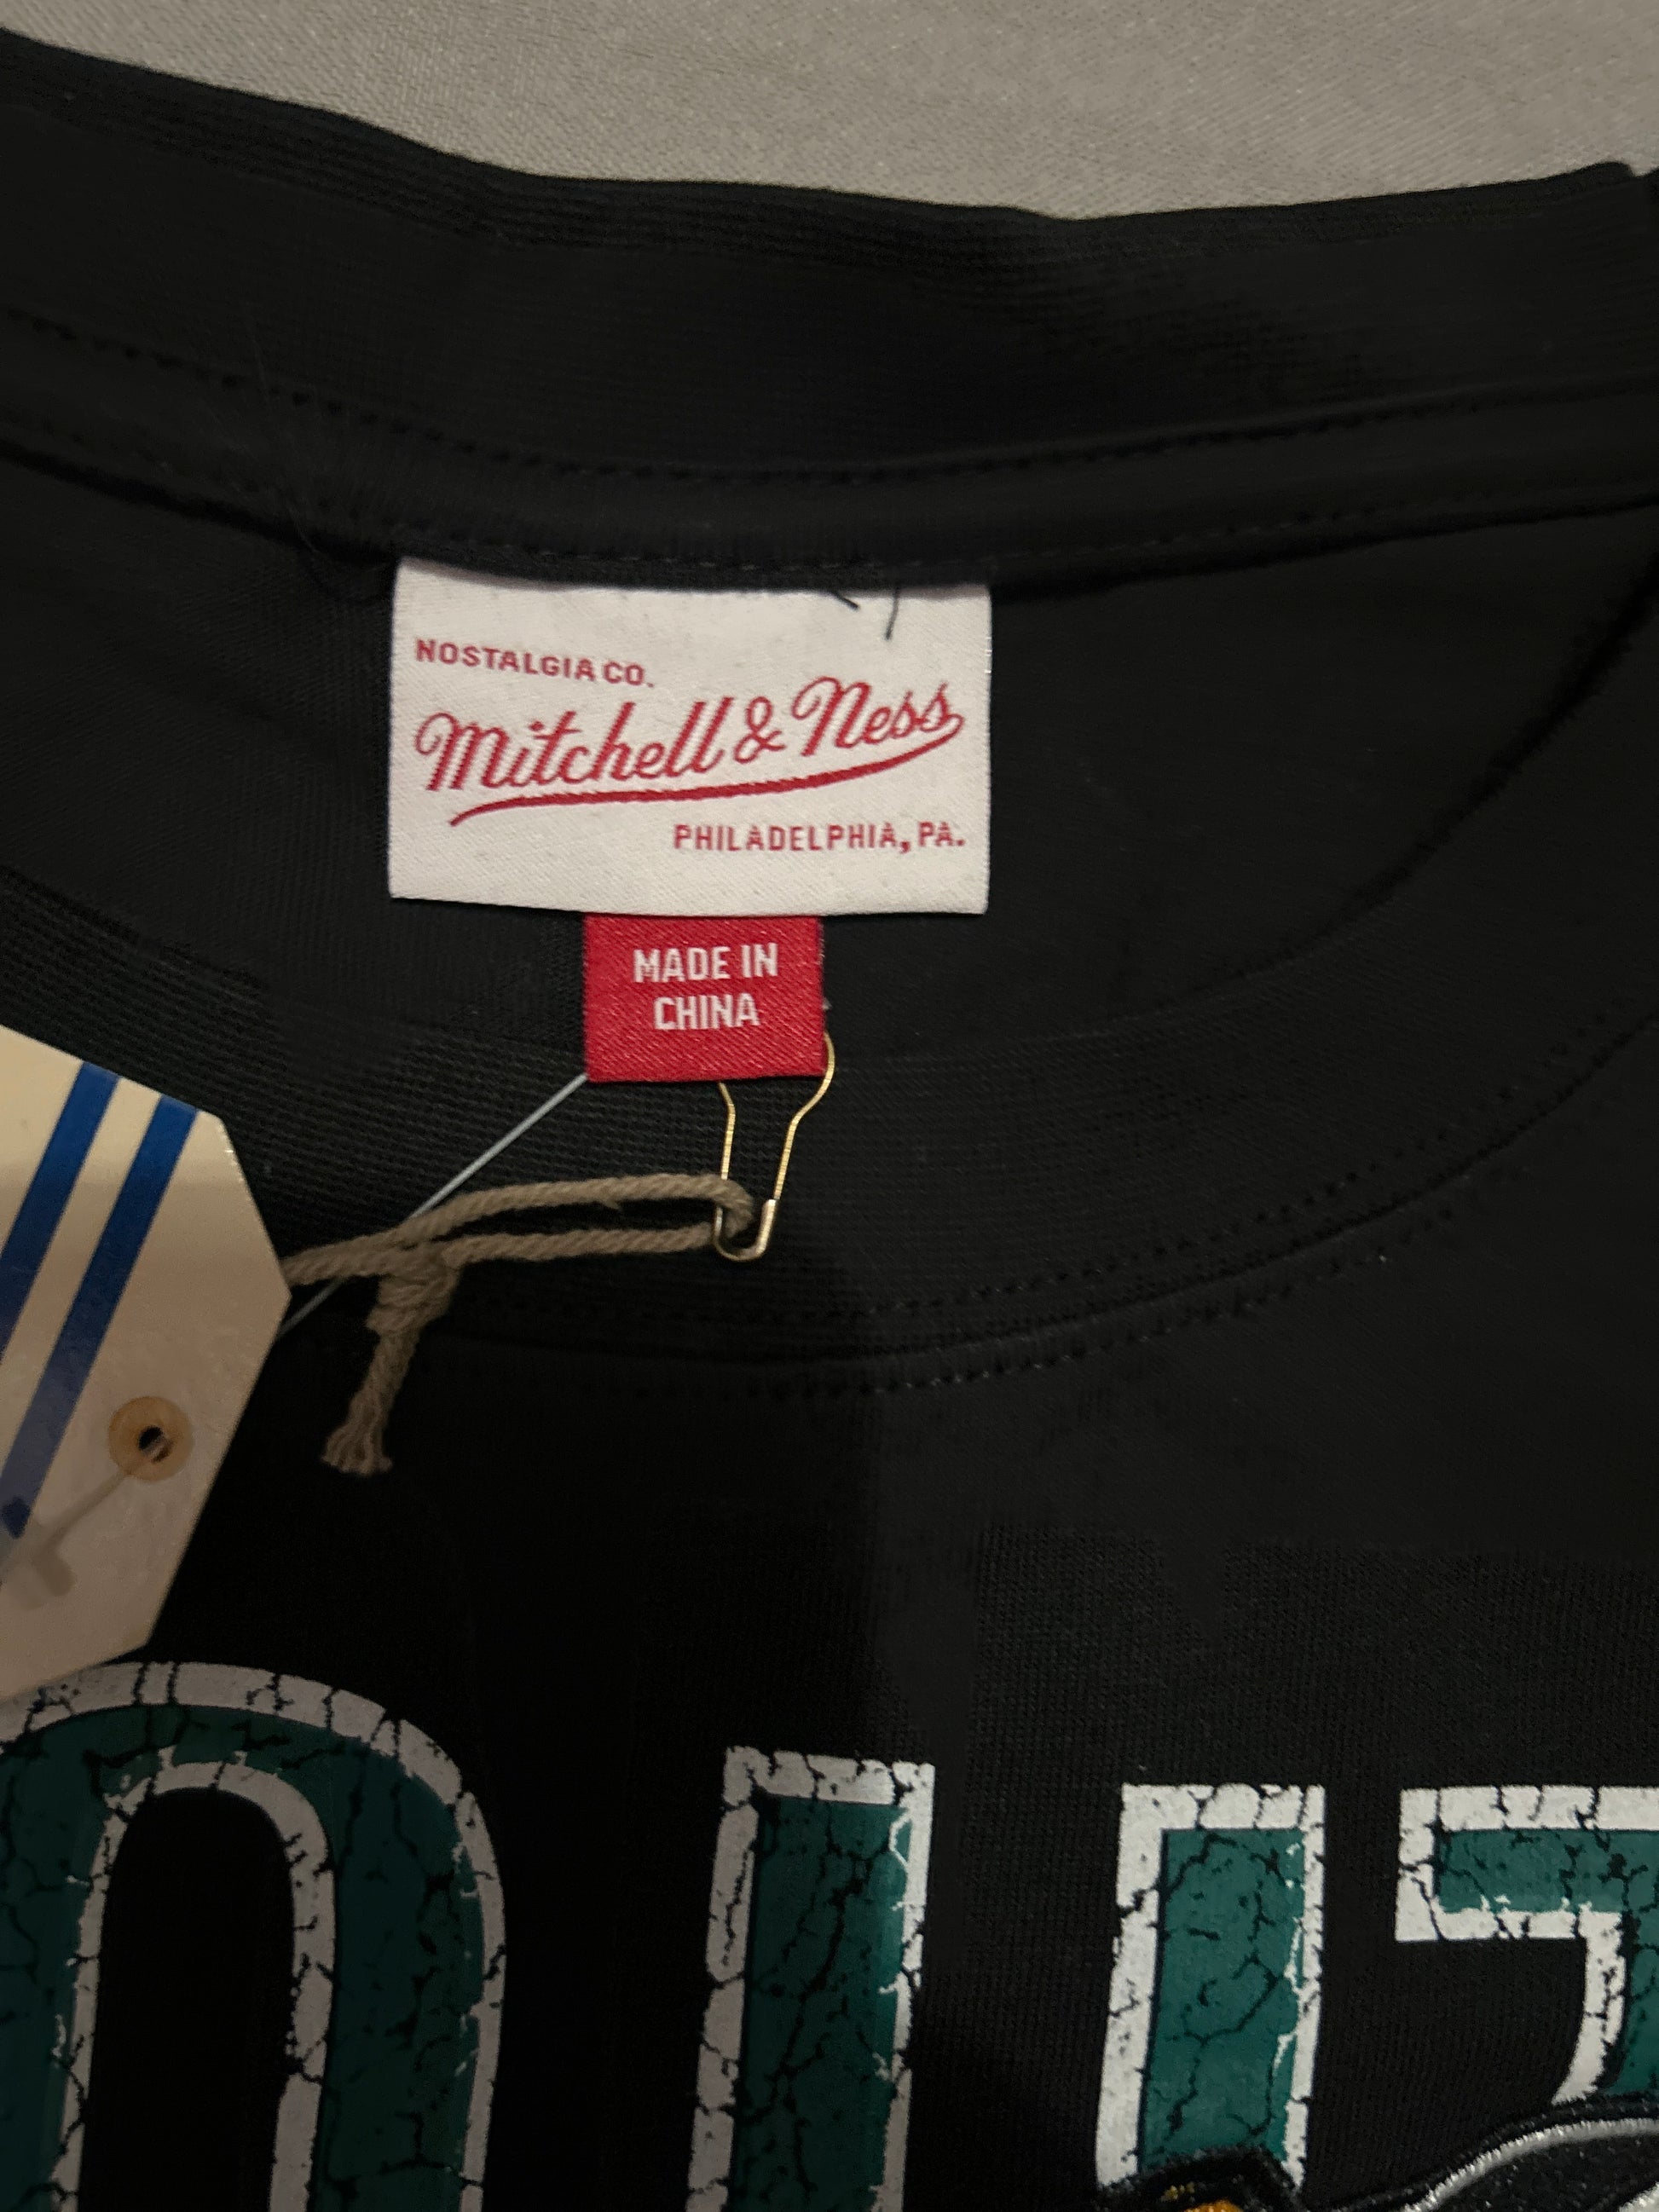 NOSTALGIA CO.
Mitchell & Ness
PHILADELPHIA, PA.
MADE IN
CHINA